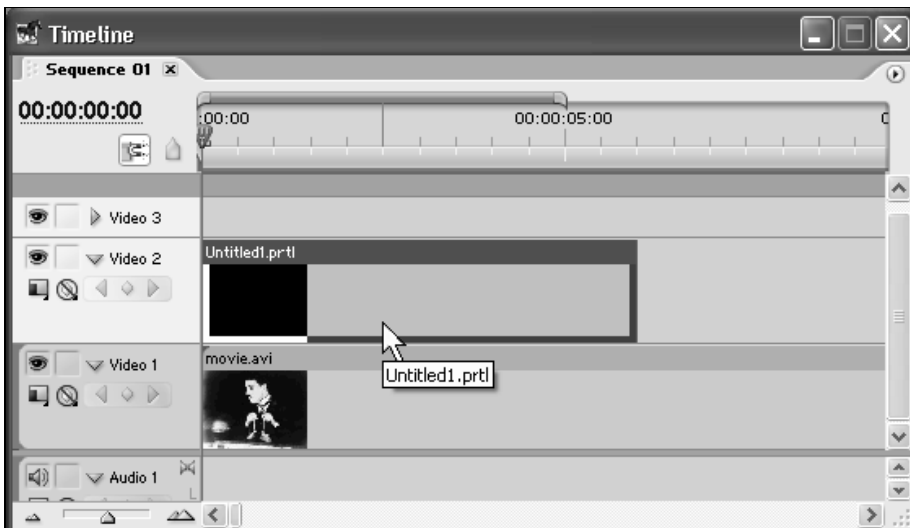 Timeline
Sequence 01
00:00:00:00
:00:00
00:00:05:00
Video 3
Video 2
Untitled1.prtl
Video 1
movie.avi
Untitled1.prtl
Audio 1